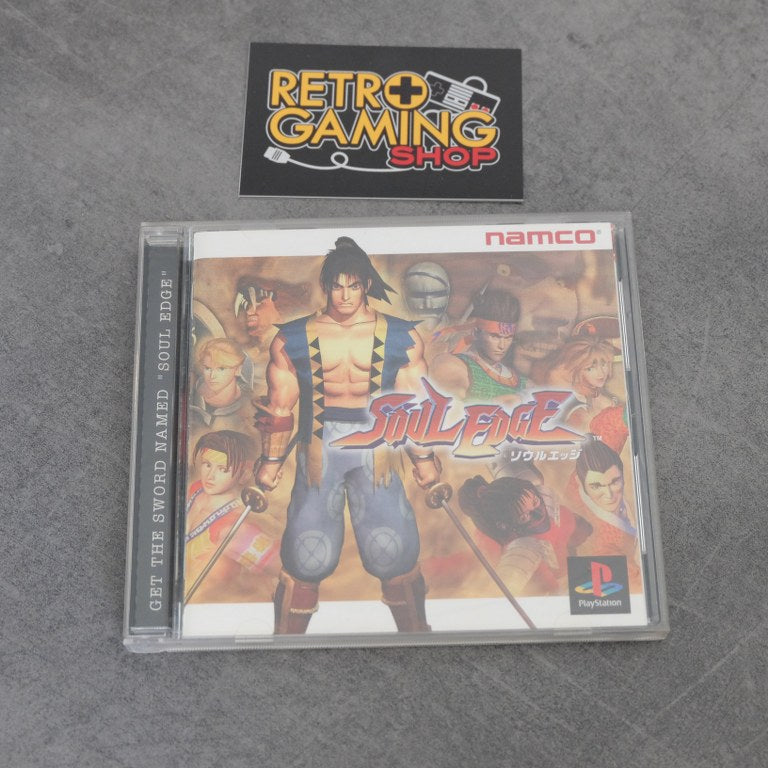 RETRO
GAMING
SHOP
namco®
GET THE SWORD NAMED "SOUL EDGE"
SOUL EDGE
TM
ソウルエッジ
PlayStation